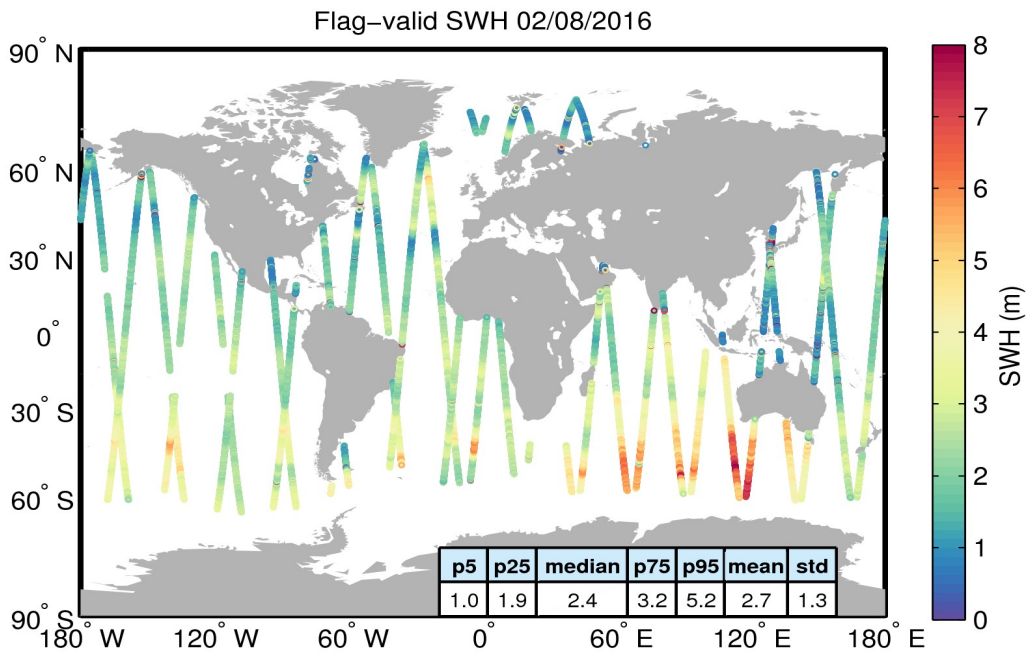 Flag−valid SWH 02/08/2016
90° N
60° N
30° N
0°
30° S
60° S
90° S
180° W
120° W
60° W
0°
60° E
120° E
180° E
p5 p25 median p75 p95 mean std
1.0 1.9 2.4 3.2 5.2 2.7 1.3
8
7
6
5
4
3
2
1
0
SWH (m)